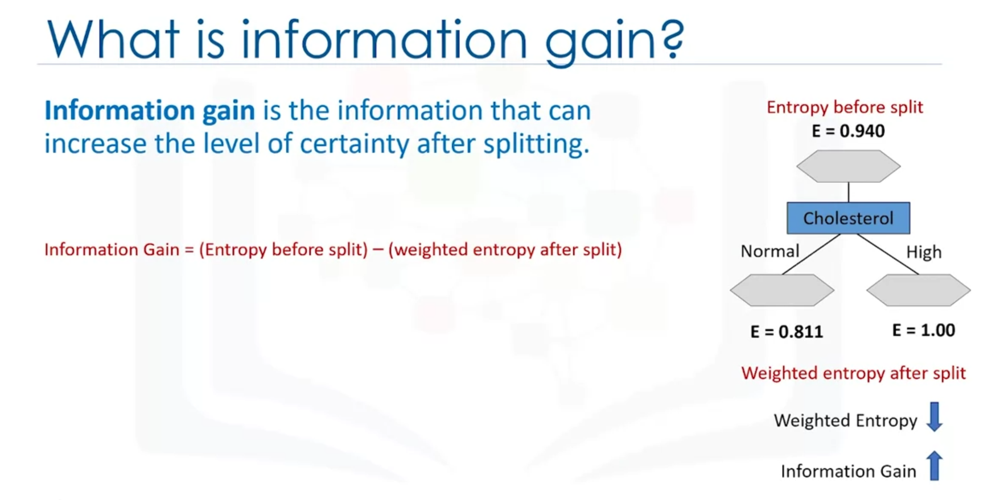 What is information gain?
Information gain is the information that can
increase the level of certainty after splitting.
Information Gain = (Entropy before split) – (weighted entropy after split)
Entropy before split
E = 0.940
Cholesterol
Normal
High
E = 0.811
E = 1.00
Weighted entropy after split
Weighted Entropy
Information Gain